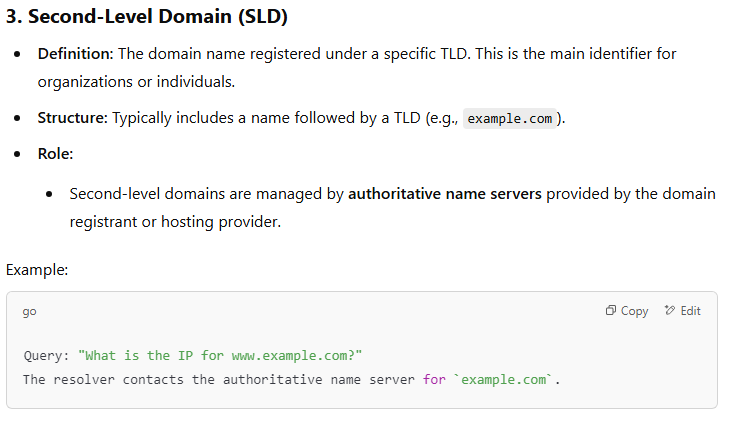 3. Second-Level Domain (SLD)
Definition: The domain name registered under a specific TLD. This is the main identifier for
organizations or individuals.
Structure: Typically includes a name followed by a TLD (e.g., example.com).
Role:
Second-level domains are managed by authoritative name servers provided by the domain
registrant or hosting provider.
Example:
go Copy Edit
Query: "What is the IP for www.example.com?"
The resolver contacts the authoritative name server for `example.com`.